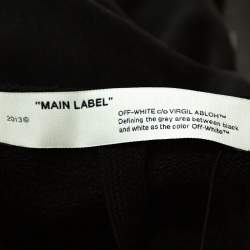 "MAIN LABEL"
2013©
OFF-WHITE c/o VIRGIL ABLOH™
Defining the grey area between black
and white as the color Off-White™